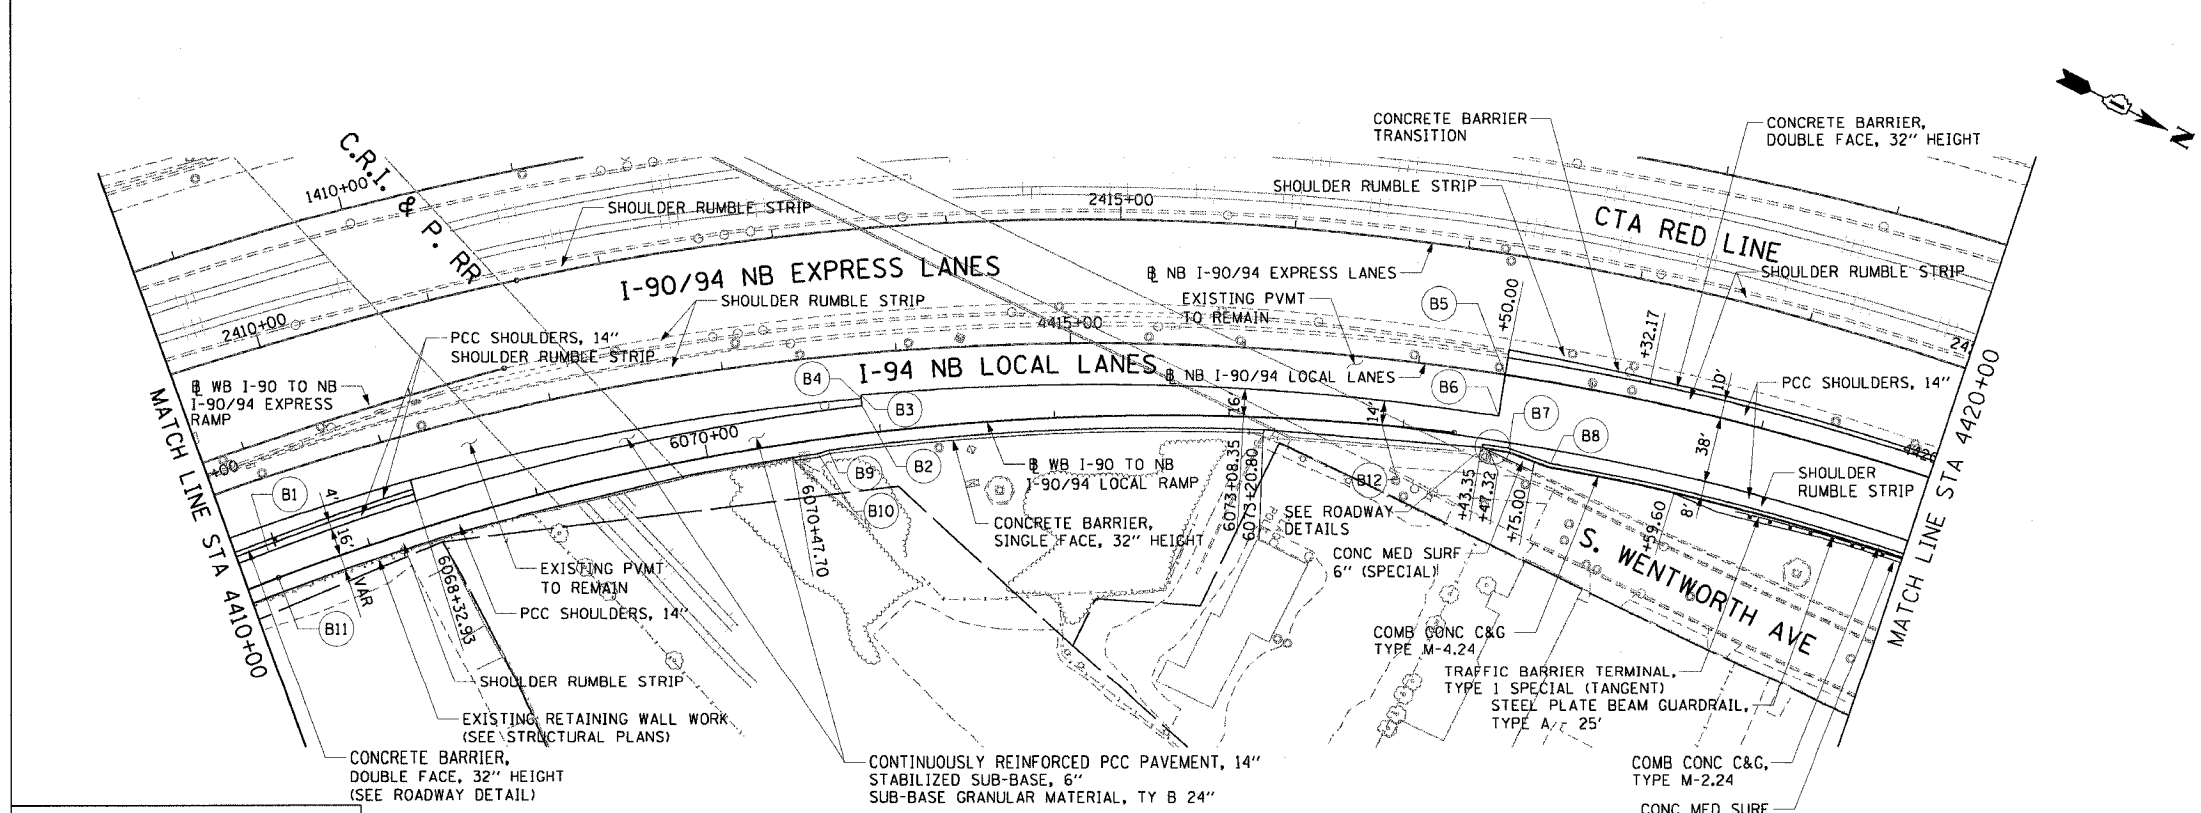 N
CONCRETE BARRIER
TRANSITION
CONCRETE BARRIER,
DOUBLE FACE, 32" HEIGHT
C.R.I. & P. RR
1410+00
SHOULDER RUMBLE STRIP
2415+00
SHOULDER RUMBLE STRIP
CTA RED LINE
I-90/94 NB EXPRESS LANES
℄ NB I-90/94 EXPRESS LANES
SHOULDER RUMBLE STRIP
2410+00
SHOULDER RUMBLE STRIP
EXISTING PVMT
TO REMAIN
B5
+50.00
+32.17
4415+00
PCC SHOULDERS, 14"
SHOULDER RUMBLE STRIP
I-94 NB LOCAL LANES
℄ NB I-90/94 LOCAL LANES
B4
B6
10'
PCC SHOULDERS, 14"
℄ WB I-90 TO NB
I-90/94 EXPRESS
RAMP
B3
16'
14'
B7
B8
38'
MATCH LINE STA 4410+00
MATCH LINE STA 4420+00
6070+00
B2
B9
B10
6070+47.70
℄ WB I-90 TO NB
I-90/94 LOCAL RAMP
6073+08.35
6073+20.80
B12
+43.35
+47.32
+75.00
+59.60
8'
SHOULDER
RUMBLE STRIP
B1
4'
16'
VAR
B11
6068+32.93
CONCRETE BARRIER,
SINGLE FACE, 32" HEIGHT
SEE ROADWAY
DETAILS
CONC MED SURF
6" (SPECIAL)
S. WENTWORTH AVE
EXISTING PVMT
TO REMAIN
PCC SHOULDERS, 14"
COMB CONC C&G
TYPE M-4.24
SHOULDER RUMBLE STRIP
TRAFFIC BARRIER TERMINAL,
TYPE 1 SPECIAL (TANGENT)
STEEL PLATE BEAM GUARDRAIL,
TYPE A, 25'
EXISTING RETAINING WALL WORK
(SEE STRUCTURAL PLANS)
CONCRETE BARRIER,
DOUBLE FACE, 32" HEIGHT
(SEE ROADWAY DETAIL)
CONTINUOUSLY REINFORCED PCC PAVEMENT, 14"
STABILIZED SUB-BASE, 6"
SUB-BASE GRANULAR MATERIAL, TY B 24"
COMB CONC C&G,
TYPE M-2.24
CONC MED SURF